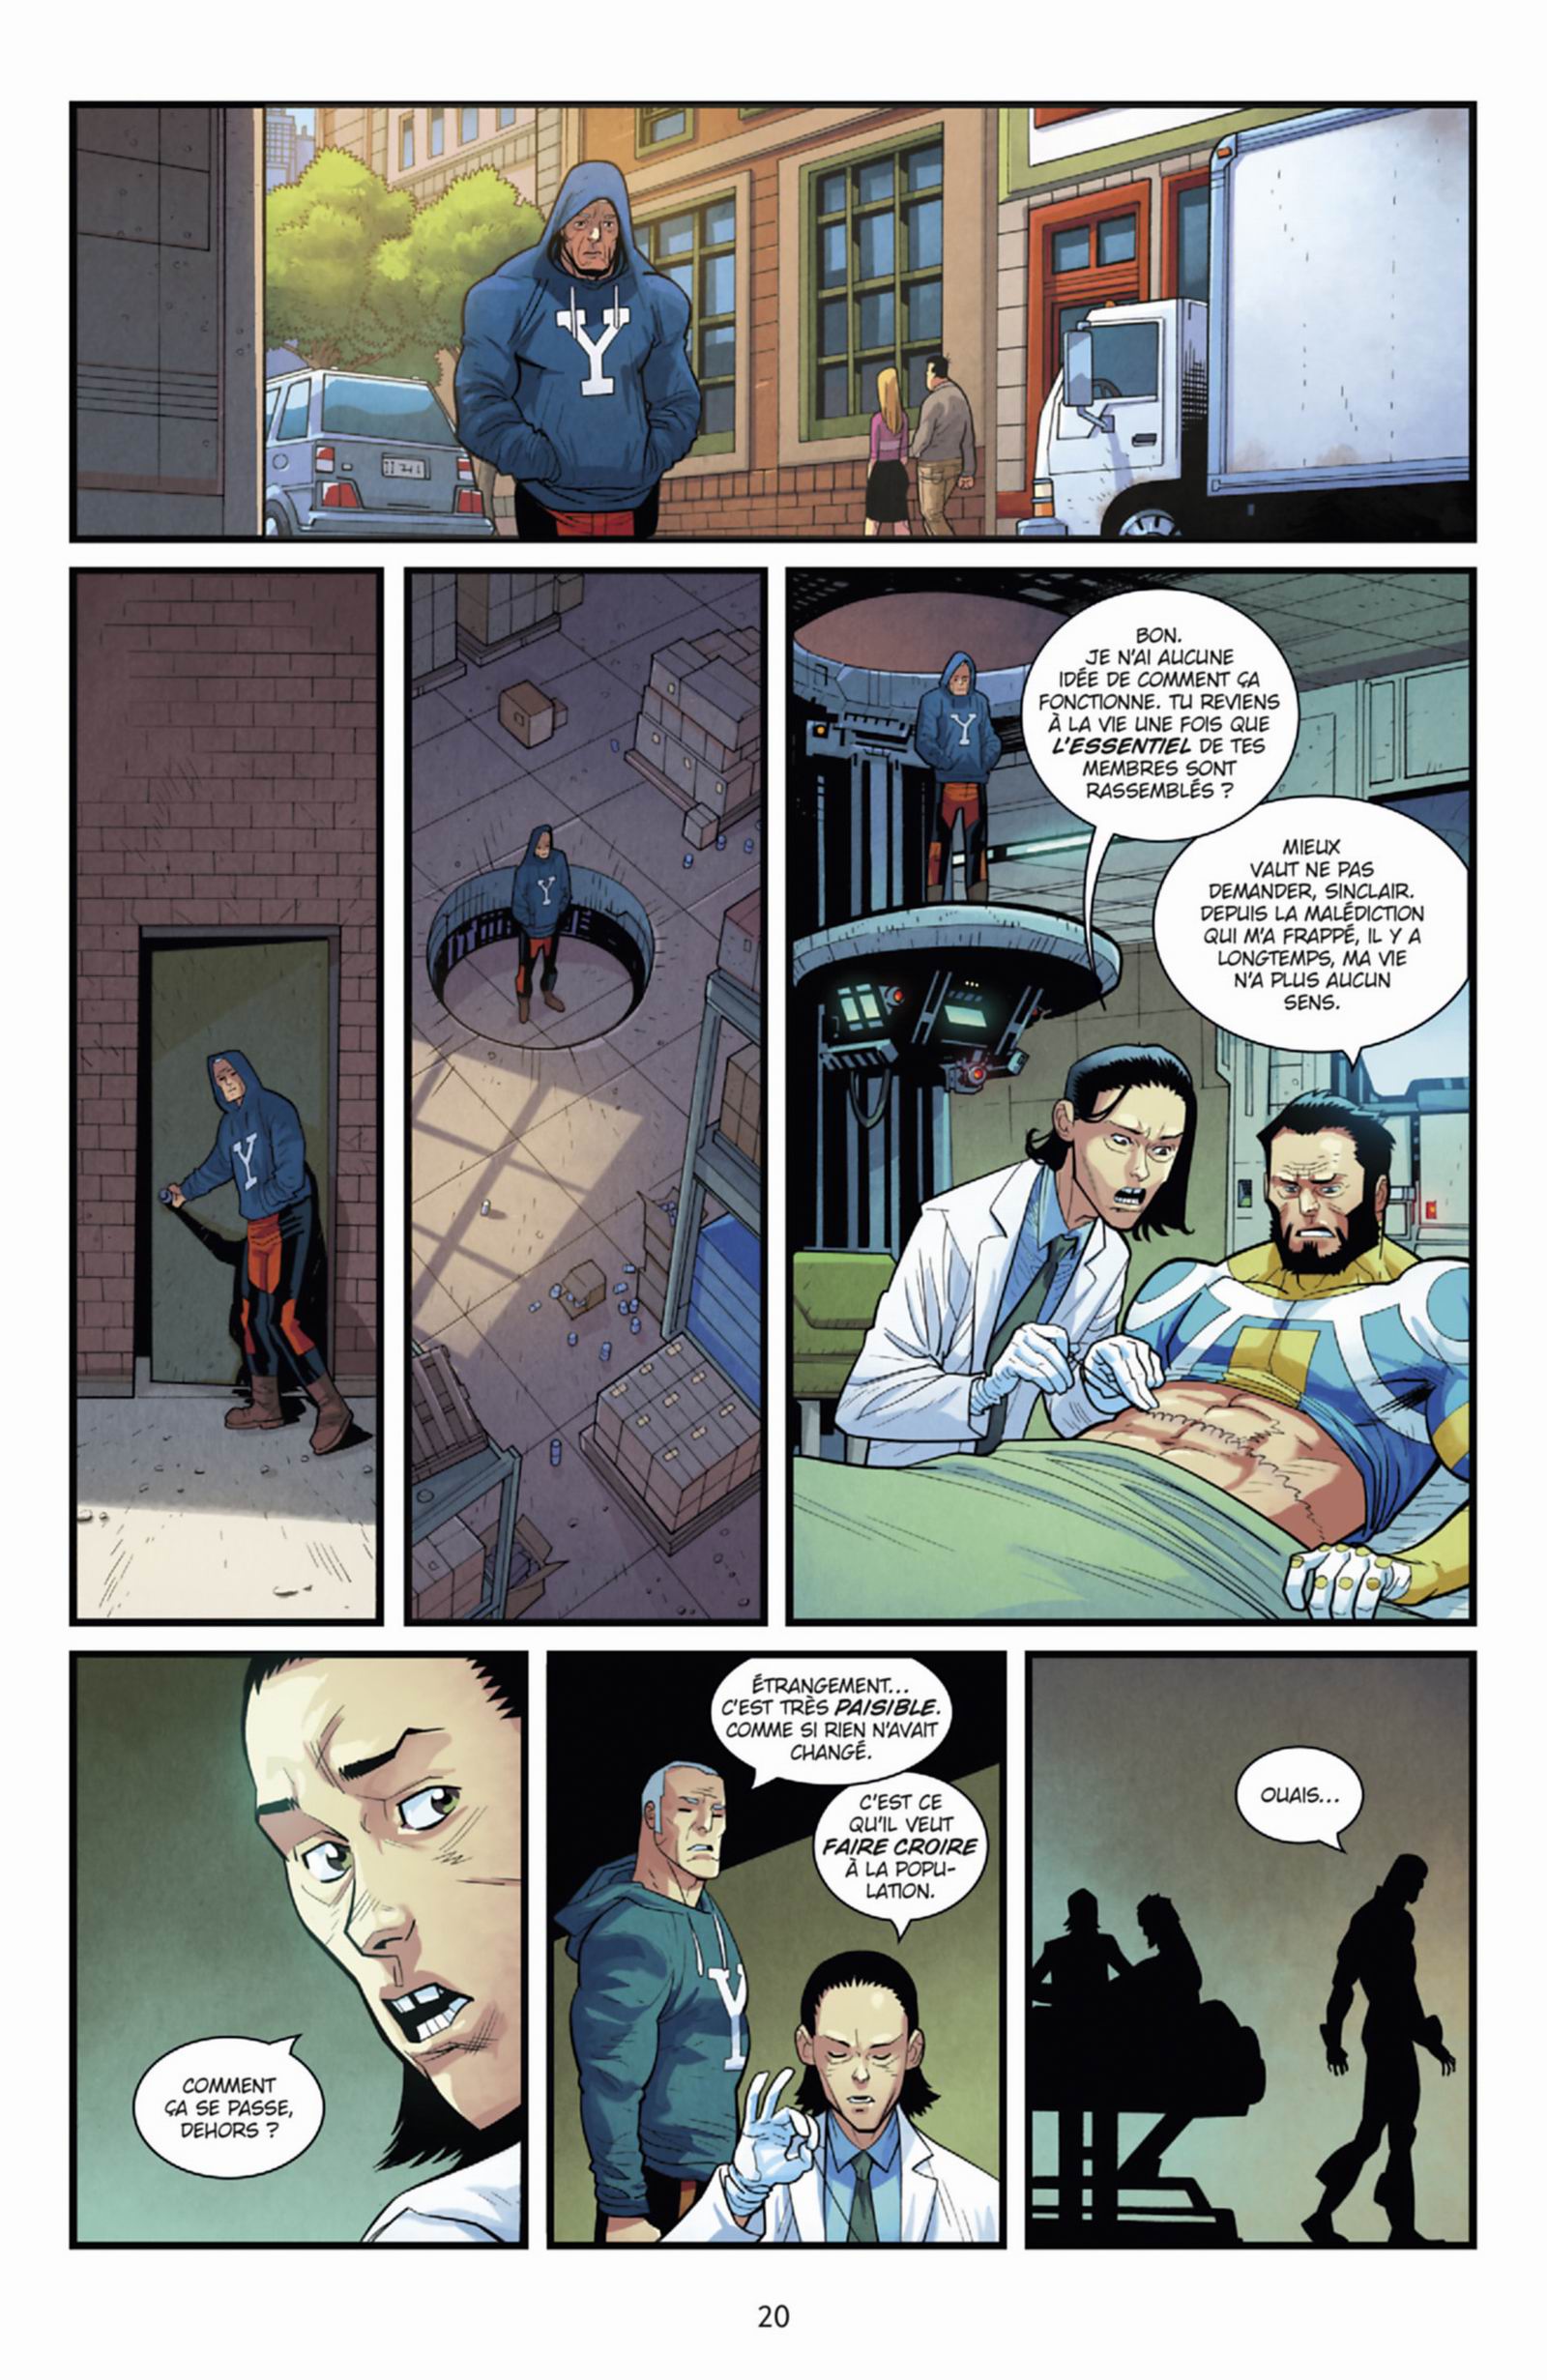 Y
BON.
JE N'AI AUCUNE
IDÉE DE COMMENT ÇA
FONCTIONNE. TU REVIENS
À LA VIE UNE FOIS QUE
L'ESSENTIEL DE TES
MEMBRES SONT
RASSEMBLÉS ?
MIEUX
VAUT NE PAS
DEMANDER, SINCLAIR.
DEPUIS LA MALÉDICTION
QUI M'A FRAPPÉ, IL Y A
LONGTEMPS, MA VIE
N'A PLUS AUCUN
SENS.
Y
Y
Y
COMMENT
ÇA SE PASSE,
DEHORS ?
ÉTRANGEMENT...
C'EST TRÈS PAISIBLE.
COMME SI RIEN N'AVAIT
CHANGÉ.
C'EST CE
QU'IL VEUT
FAIRE CROIRE
À LA POPU-
LATION.
Y
OUAIS...
20